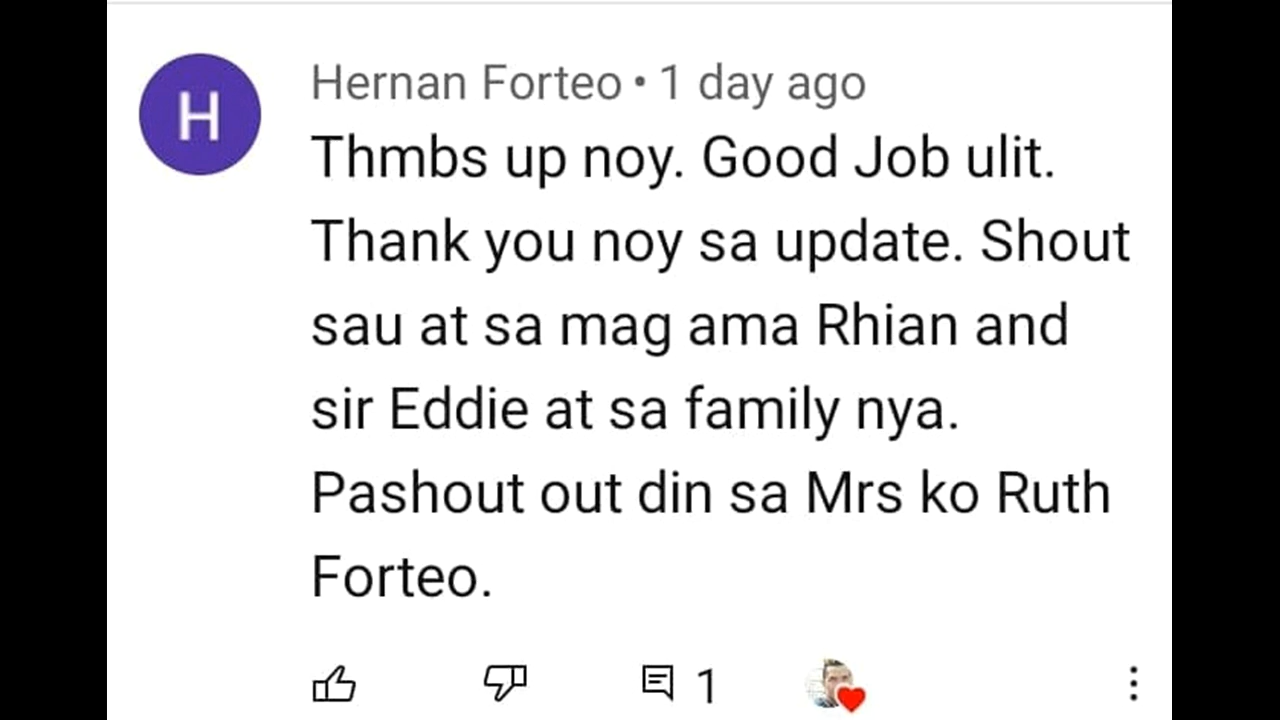 H
Hernan Forteo • 1 day ago
Thmbs up noy. Good Job ulit.
Thank you noy sa update. Shout
sau at sa mag ama Rhian and
sir Eddie at sa family nya.
Pashout out din sa Mrs ko Ruth
Forteo.
1